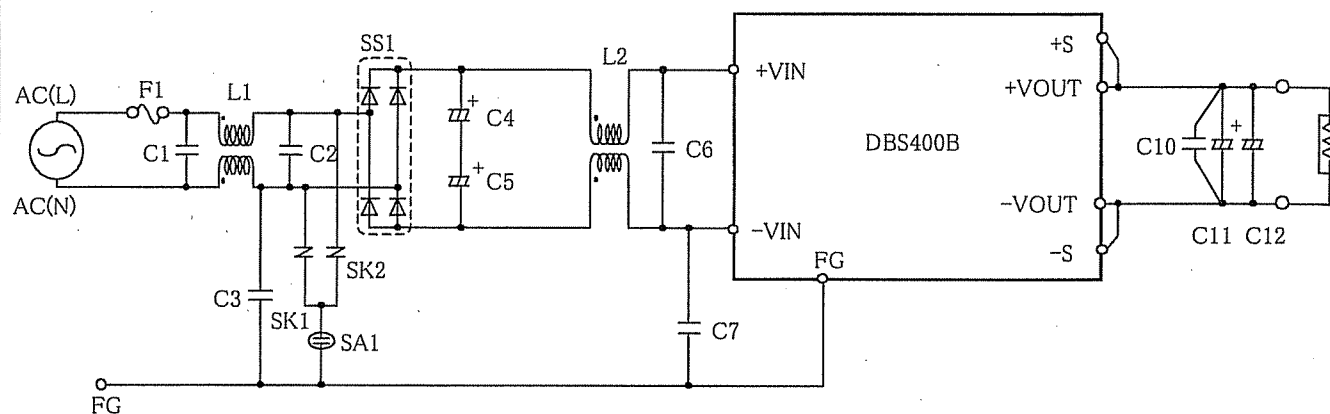 SS1
L2
+S
+VIN
AC(L)
F1
L1
+VOUT
+
C4
+
C1
C2
C6
DBS400B
C10
C5
AC(N)
-VOUT
-VIN
C11
C12
SK2
FG
-S
C3
SK1
C7
SA1
FG